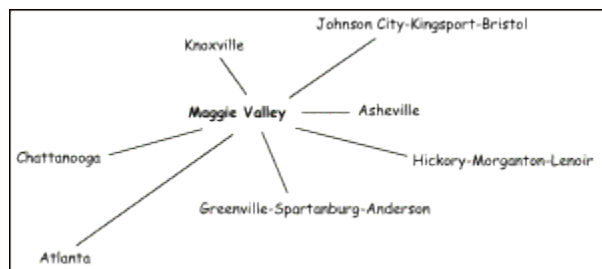 Johnson City-Kingsport-Bristol
Knoxville
Maggie Valley
Asheville
Chattanooga
Hickory-Morganton-Lenoir
Greenville-Spartanburg-Anderson
Atlanta